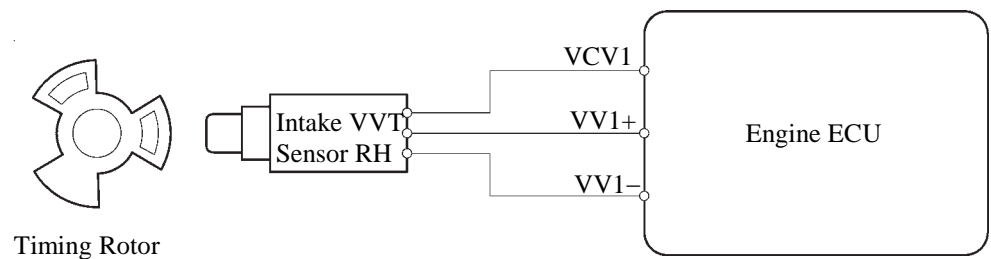 VCV1
Intake VVT
Sensor RH
VV1+
Engine ECU
VV1−
Timing Rotor